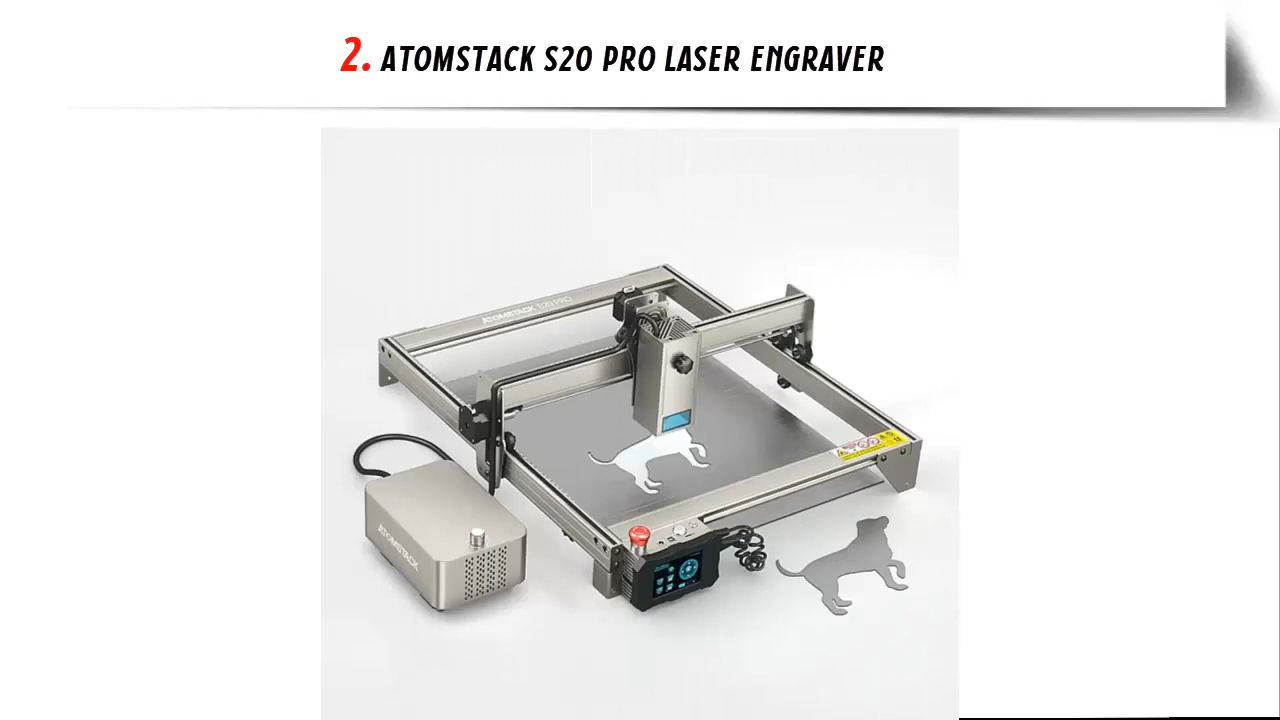 2. ATOMSTACK S20 PRO LASER ENGRAVER
ATOMSTACK S20 PRO
ATOMSTACK